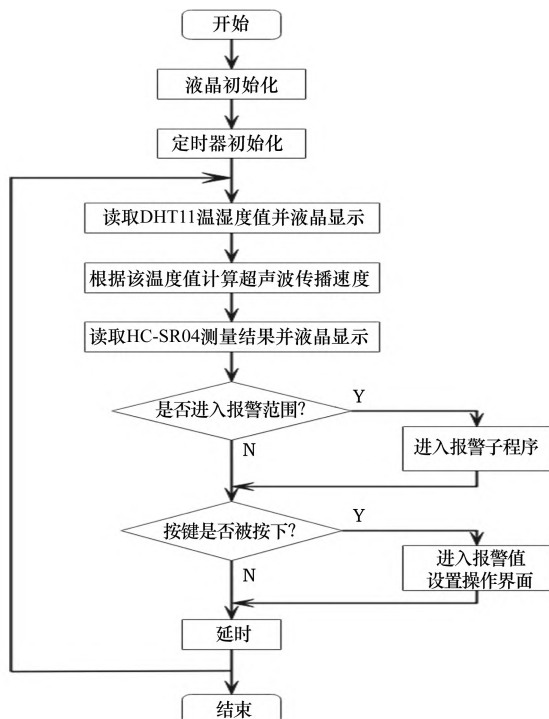 开始
液晶初始化
定时器初始化
读取DHT11温湿度值并液晶显示
根据该温度值计算超声波传播速度
读取HC-SR04测量结果并液晶显示
是否进入报警范围?
Y
N
进入报警子程序
按键是否被按下?
Y
N
进入报警值
设置操作界面
延时
结束